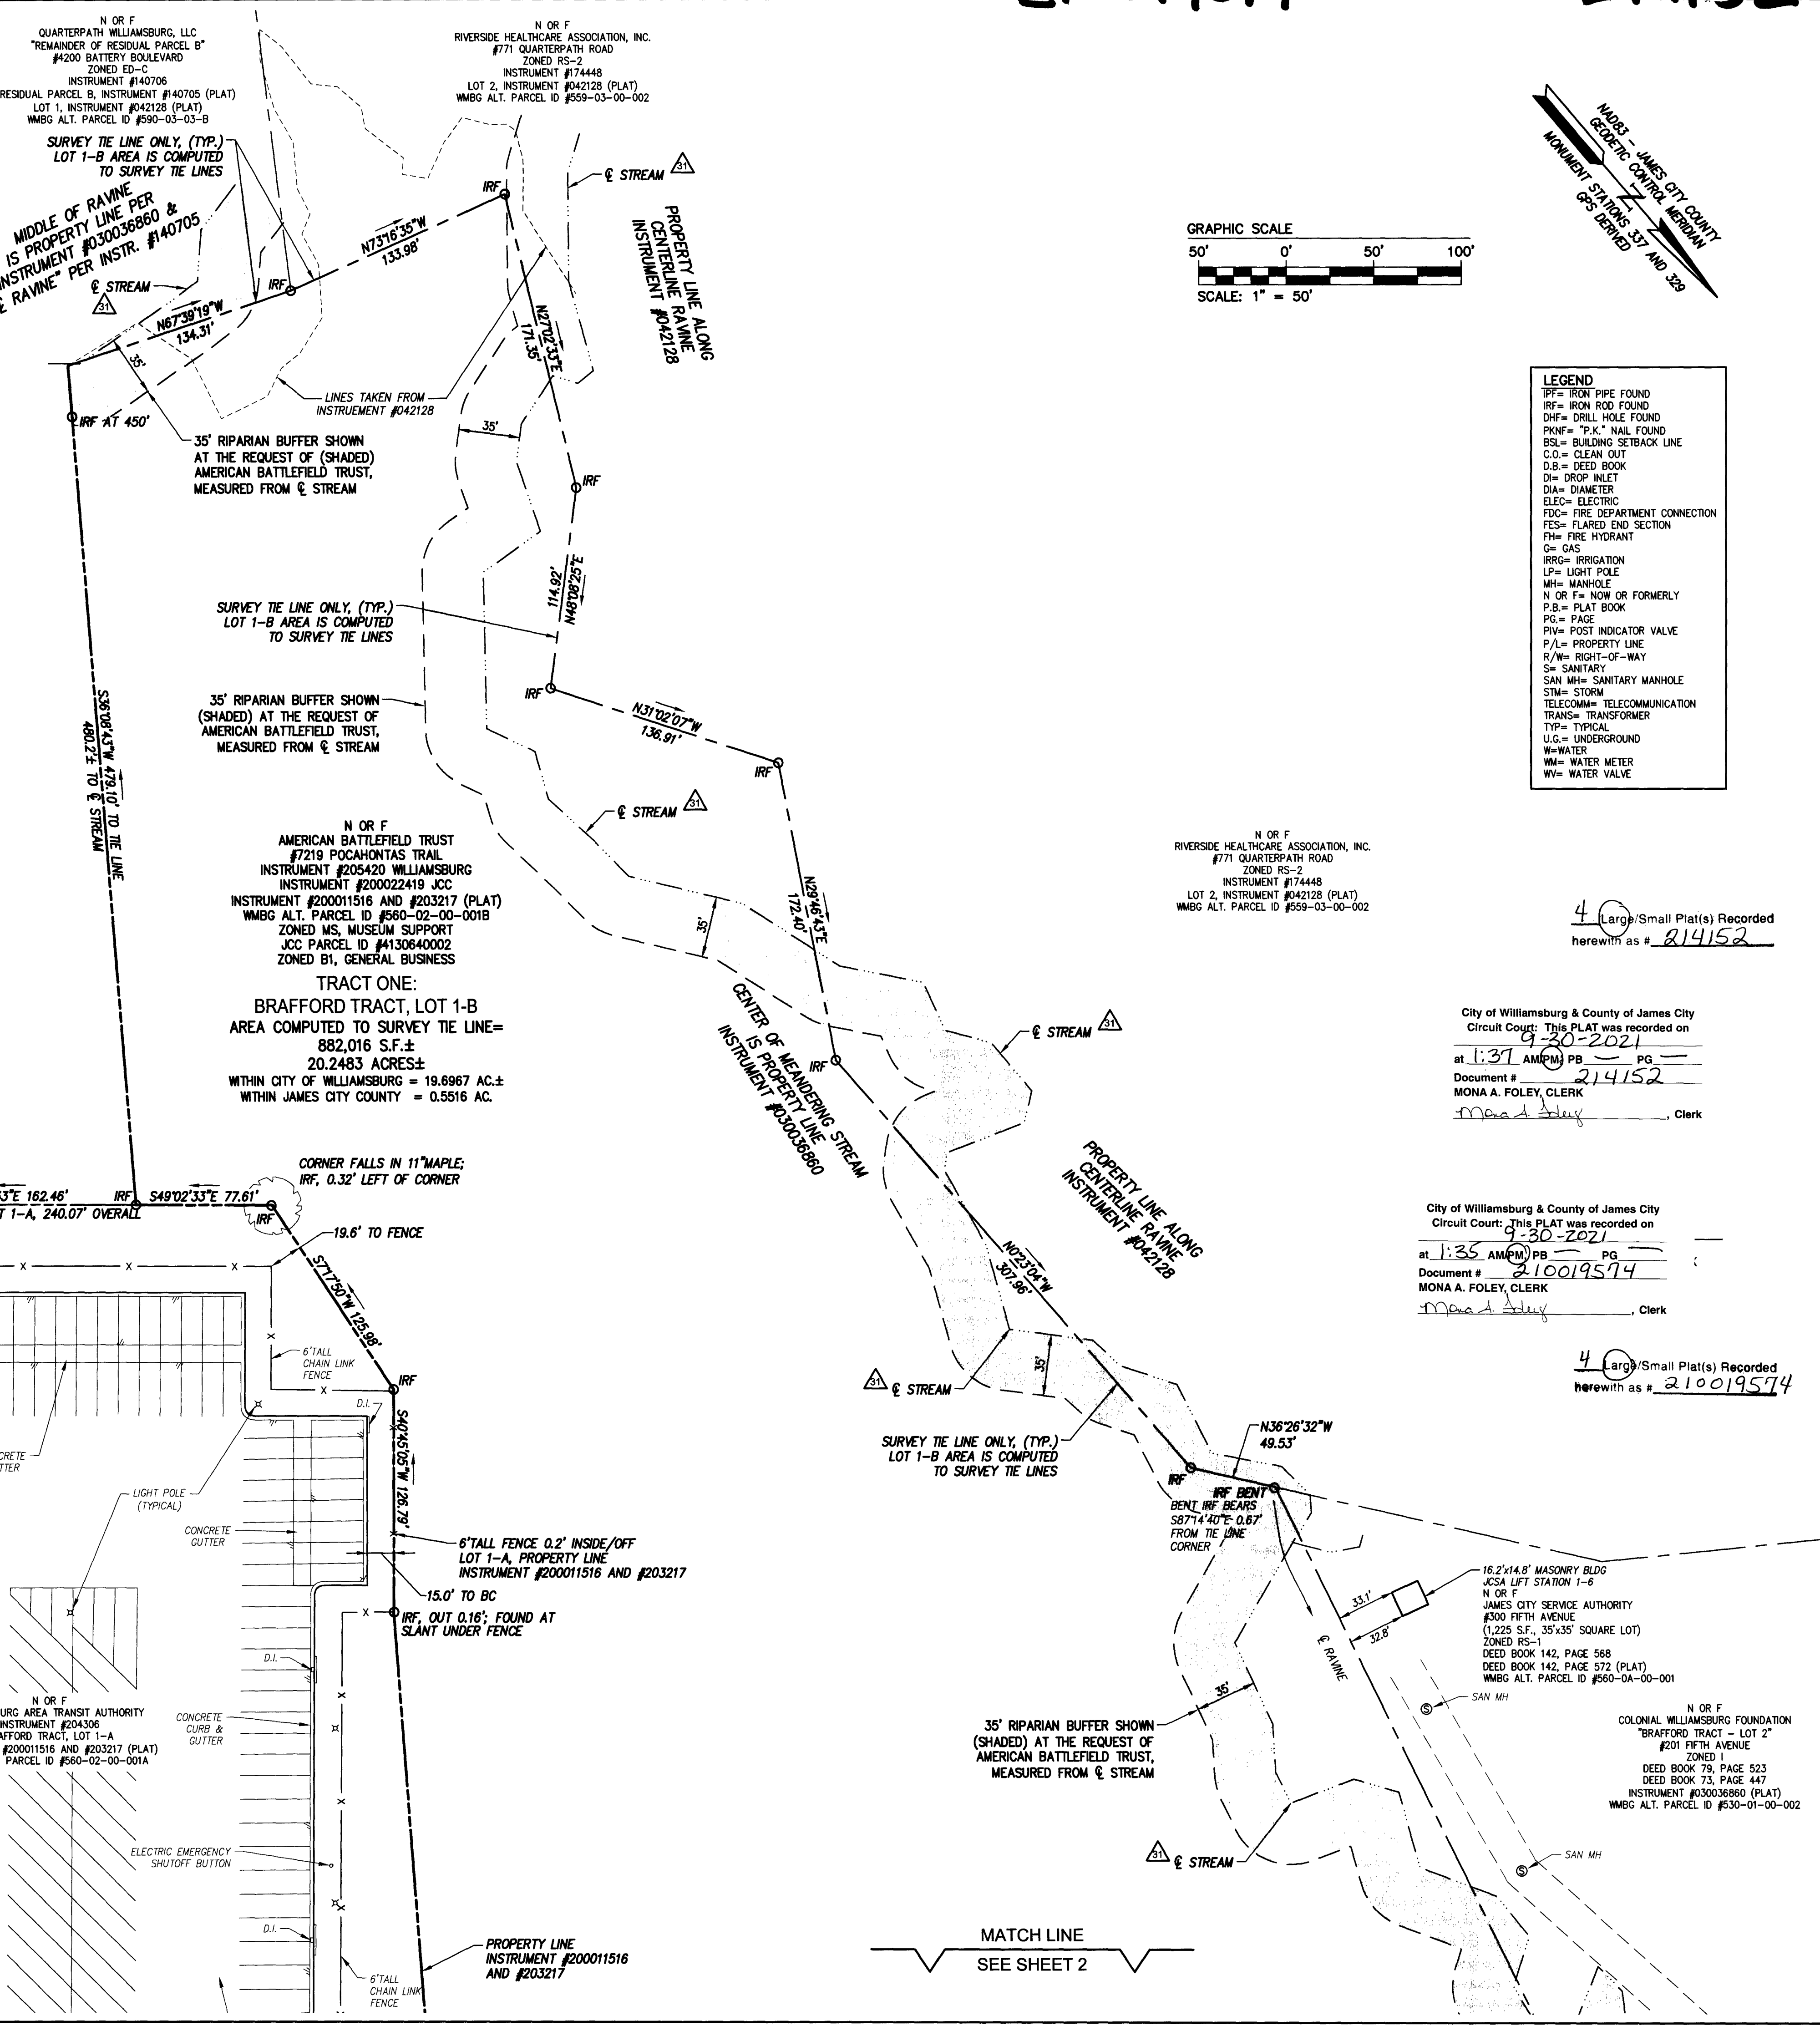 N OR F
QUARTERPATH WILLIAMSBURG, LLC
"REMAINDER OF RESIDUAL PARCEL B"
#4200 BATTERY BOULEVARD
ZONED ED-C
INSTRUMENT #140706
RESIDUAL PARCEL B, INSTRUMENT #140705 (PLAT)
LOT 1, INSTRUMENT #042128 (PLAT)
WMBG ALT. PARCEL ID #590-03-03-B
SURVEY TIE LINE ONLY, (TYP.)
LOT 1-B AREA IS COMPUTED
TO SURVEY TIE LINES
MIDDLE OF RAVINE
IS PROPERTY LINE PER
INSTRUMENT #030036860 &
℄ RAVINE" PER INSTR. #140705
℄ STREAM
31
N OR F
RIVERSIDE HEALTHCARE ASSOCIATION, INC.
#771 QUARTERPATH ROAD
ZONED RS-2
INSTRUMENT #174448
LOT 2, INSTRUMENT #042128 (PLAT)
WMBG ALT. PARCEL ID #559-03-00-002
℄ STREAM
31
IRF
N73°16'35"W
133.98'
IRF
N67°39'19"W
134.31'
35'
PROPERTY LINE ALONG
CENTERLINE RAVINE
INSTRUMENT #042128
N27°02'33"E
171.35'
LINES TAKEN FROM
INSTRUEMENT #042128
IRF AT 450'
35' RIPARIAN BUFFER SHOWN
AT THE REQUEST OF (SHADED)
AMERICAN BATTLEFIELD TRUST,
MEASURED FROM ℄ STREAM
35'
IRF
GRAPHIC SCALE
50' 0' 50' 100'
SCALE: 1" = 50'
NAD83 - JAMES CITY COUNTY
GEODETIC CONTROL MERIDIAN
N
MONUMENT STATIONS 337 AND 329
GPS DERIVED
LEGEND
IPF= IRON PIPE FOUND
IRF= IRON ROD FOUND
DHF= DRILL HOLE FOUND
PKNF= "P.K." NAIL FOUND
BSL= BUILDING SETBACK LINE
C.O.= CLEAN OUT
D.B.= DEED BOOK
DI= DROP INLET
DIA= DIAMETER
ELEC= ELECTRIC
FDC= FIRE DEPARTMENT CONNECTION
FES= FLARED END SECTION
FH= FIRE HYDRANT
G= GAS
IRRG= IRRIGATION
LP= LIGHT POLE
MH= MANHOLE
N OR F= NOW OR FORMERLY
P.B.= PLAT BOOK
PG.= PAGE
PIV= POST INDICATOR VALVE
P/L= PROPERTY LINE
R/W= RIGHT-OF-WAY
S= SANITARY
SAN MH= SANITARY MANHOLE
STM= STORM
TELECOMM= TELECOMMUNICATION
TRANS= TRANSFORMER
TYP= TYPICAL
U.G.= UNDERGROUND
W=WATER
WM= WATER METER
WV= WATER VALVE
114.92'
N48°08'25"E
SURVEY TIE LINE ONLY, (TYP.)
LOT 1-B AREA IS COMPUTED
TO SURVEY TIE LINES
IRF
N31°02'07"W
136.91'
IRF
35' RIPARIAN BUFFER SHOWN
(SHADED) AT THE REQUEST OF
AMERICAN BATTLEFIELD TRUST,
MEASURED FROM ℄ STREAM
S36°08'43"W 479.10' TO TIE LINE
480.2'± TO ℄ STREAM
℄ STREAM
31
N OR F
AMERICAN BATTLEFIELD TRUST
#7219 POCAHONTAS TRAIL
INSTRUMENT #205420 WILLIAMSBURG
INSTRUMENT #200022419 JCC
INSTRUMENT #200011516 AND #203217 (PLAT)
WMBG ALT. PARCEL ID #560-02-00-001B
ZONED MS, MUSEUM SUPPORT
JCC PARCEL ID #4130640002
ZONED B1, GENERAL BUSINESS
TRACT ONE:
BRAFFORD TRACT, LOT 1-B
AREA COMPUTED TO SURVEY TIE LINE=
882,016 S.F.±
20.2483 ACRES±
WITHIN CITY OF WILLIAMSBURG = 19.6967 AC.±
WITHIN JAMES CITY COUNTY = 0.5516 AC.
N29°46'43"E
172.40'
35'
N OR F
RIVERSIDE HEALTHCARE ASSOCIATION, INC.
#771 QUARTERPATH ROAD
ZONED RS-2
INSTRUMENT #174448
LOT 2, INSTRUMENT #042128 (PLAT)
WMBG ALT. PARCEL ID #559-03-00-002
4 Large/Small Plat(s) Recorded
herewith as # 214152
City of Williamsburg & County of James City
Circuit Court: This PLAT was recorded on
9-30-2021
at 1:37 AM/PM PB — PG —
Document # 214152
MONA A. FOLEY, CLERK
Mona A. Foley, Clerk
CENTER OF MEANDERING STREAM
IS PROPERTY LINE
INSTRUMENT #030036860
IRF
℄ STREAM
31
PROPERTY LINE ALONG
CENTERLINE RAVINE
INSTRUMENT #042128
City of Williamsburg & County of James City
Circuit Court: This PLAT was recorded on
9-30-2021
at 1:35 AM/PM PB — PG —
Document # 210019574
MONA A. FOLEY, CLERK
Mona A. Foley, Clerk
4 Large/Small Plat(s) Recorded
herewith as # 210019574
CORNER FALLS IN 11"MAPLE;
IRF, 0.32' LEFT OF CORNER
3"E 162.46' IRF S49°02'33"E 77.61'
T 1-A, 240.07' OVERALL
IRF
19.6' TO FENCE
S7°17'50"W 125.98'
N0°23'04"W
307.96'
6'TALL
CHAIN LINK
FENCE
IRF
D.I.
S40°45'05"W 126.79'
35'
31
℄ STREAM
SURVEY TIE LINE ONLY, (TYP.)
LOT 1-B AREA IS COMPUTED
TO SURVEY TIE LINES
N36°26'32"W
49.53'
IRF
IRF BENT
BENT IRF BEARS
S87°14'40"E 0.67'
FROM TIE LINE
CORNER
CRETE
TTER
LIGHT POLE
(TYPICAL)
CONCRETE
GUTTER
6'TALL FENCE 0.2' INSIDE/OFF
LOT 1-A, PROPERTY LINE
INSTRUMENT #200011516 AND #203217
15.0' TO BC
IRF, OUT 0.16'; FOUND AT
SLANT UNDER FENCE
16.2'x14.8' MASONRY BLDG
JCSA LIFT STATION 1-6
N OR F
JAMES CITY SERVICE AUTHORITY
#300 FIFTH AVENUE
(1,225 S.F., 35'x35' SQUARE LOT)
ZONED RS-1
DEED BOOK 142, PAGE 568
DEED BOOK 142, PAGE 572 (PLAT)
WMBG ALT. PARCEL ID #560-0A-00-001
33.1'
32.8'
℄ RAVINE
D.I.
N OR F
URG AREA TRANSIT AUTHORITY
INSTRUMENT #204306
AFFORD TRACT, LOT 1-A
#200011516 AND #203217 (PLAT)
PARCEL ID #560-02-00-001A
CONCRETE
CURB &
GUTTER
35'
35' RIPARIAN BUFFER SHOWN
(SHADED) AT THE REQUEST OF
AMERICAN BATTLEFIELD TRUST,
MEASURED FROM ℄ STREAM
SAN MH
S
N OR F
COLONIAL WILLIAMSBURG FOUNDATION
"BRAFFORD TRACT - LOT 2"
#201 FIFTH AVENUE
ZONED I
DEED BOOK 79, PAGE 523
DEED BOOK 73, PAGE 447
INSTRUMENT #030036860 (PLAT)
WMBG ALT. PARCEL ID #530-01-00-002
ELECTRIC EMERGENCY
SHUTOFF BUTTON
31
℄ STREAM
SAN MH
S
D.I.
PROPERTY LINE
INSTRUMENT #200011516
AND #203217
6'TALL
CHAIN LINK
FENCE
MATCH LINE
SEE SHEET 2